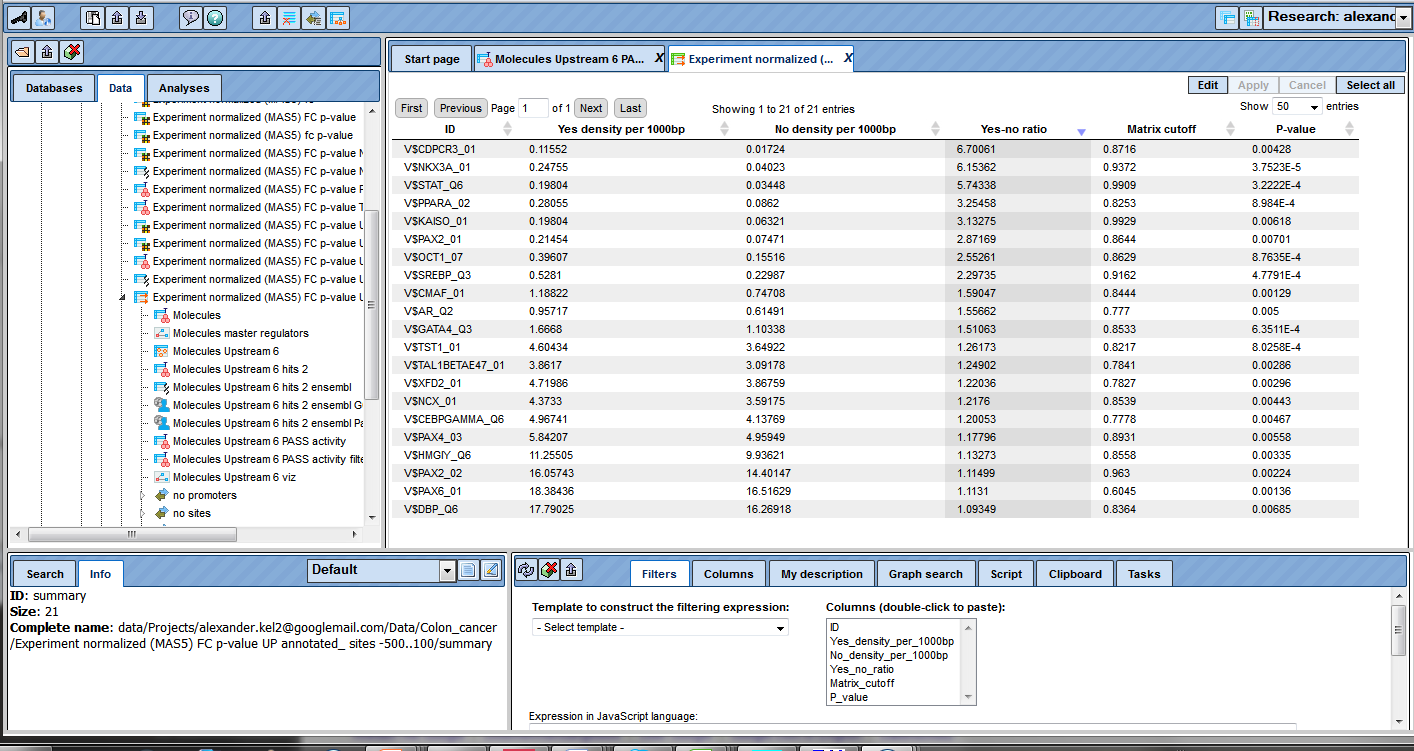 Research: alexanc
Databases Data Analyses
Experiment normalized (MAS5) FC p-value
Experiment normalized (MAS5) fc p-value
Experiment normalized (MAS5) FC p-value N
Experiment normalized (MAS5) FC p-value N
Experiment normalized (MAS5) FC p-value F
Experiment normalized (MAS5) FC p-value T
Experiment normalized (MAS5) FC p-value U
Experiment normalized (MAS5) FC p-value U
Experiment normalized (MAS5) FC p-value U
Experiment normalized (MAS5) FC p-value U
Experiment normalized (MAS5) FC p-value U
Molecules
Molecules master regulators
Molecules Upstream 6
Molecules Upstream 6 hits 2
Molecules Upstream 6 hits 2 ensembl
Molecules Upstream 6 hits 2 ensembl G
Molecules Upstream 6 hits 2 ensembl Pa
Molecules Upstream 6 PASS activity
Molecules Upstream 6 PASS activity filte
Molecules Upstream 6 viz
no promoters
no sites
Start page Molecules Upstream 6 PA... X Experiment normalized (... X
Edit Apply Cancel Select all
First Previous Page 1 of 1 Next Last Showing 1 to 21 of 21 entries Show 50 entries
ID Yes density per 1000bp No density per 1000bp Yes-no ratio Matrix cutoff P-value
V$CDPCR3_01 0.11552 0.01724 6.70061 0.8716 0.00428
V$NKX3A_01 0.24755 0.04023 6.15362 0.9372 3.7523E-5
V$STAT_Q6 0.19804 0.03448 5.74338 0.9909 3.2222E-4
V$PPARA_02 0.28055 0.0862 3.25458 0.8253 8.984E-4
V$KAISO_01 0.19804 0.06321 3.13275 0.9929 0.00618
V$PAX2_01 0.21454 0.07471 2.87169 0.8644 0.00701
V$OCT1_07 0.39607 0.15516 2.55261 0.8629 8.7635E-4
V$SREBP_Q3 0.5281 0.22987 2.29735 0.9162 4.7791E-4
V$CMAF_01 1.18822 0.74708 1.59047 0.8444 0.00129
V$AR_Q2 0.95717 0.61491 1.55662 0.777 0.005
V$GATA4_Q3 1.6668 1.10338 1.51063 0.8533 6.3511E-4
V$TST1_01 4.60434 3.64922 1.26173 0.8217 8.0258E-4
V$TAL1BETAE47_01 3.8617 3.09178 1.24902 0.7841 0.00286
V$XFD2_01 4.71986 3.86759 1.22036 0.7827 0.00296
V$NCX_01 4.3733 3.59175 1.2176 0.8539 0.00443
V$CEBPGAMMA_Q6 4.96741 4.13769 1.20053 0.7778 0.00467
V$PAX4_03 5.84207 4.95949 1.17796 0.8931 0.00558
V$HMGIY_Q6 11.25505 9.93621 1.13273 0.8558 0.00335
V$PAX2_02 16.05743 14.40147 1.11499 0.963 0.00224
V$PAX6_01 18.38436 16.51629 1.1131 0.6045 0.00136
V$DBP_Q6 17.79025 16.26918 1.09349 0.8364 0.00685
Search Info Default
ID: summary
Size: 21
Complete name: data/Projects/alexander.kel2@googlemail.com/Data/Colon_cancer
/Experiment normalized (MAS5) FC p-value UP annotated_ sites -500..100/summary
Filters Columns My description Graph search Script Clipboard Tasks
Template to construct the filtering expression: Columns (double-click to paste):
- Select template -
ID
Yes_density_per_1000bp
No_density_per_1000bp
Yes_no_ratio
Matrix_cutoff
P_value
Expression in JavaScript language: